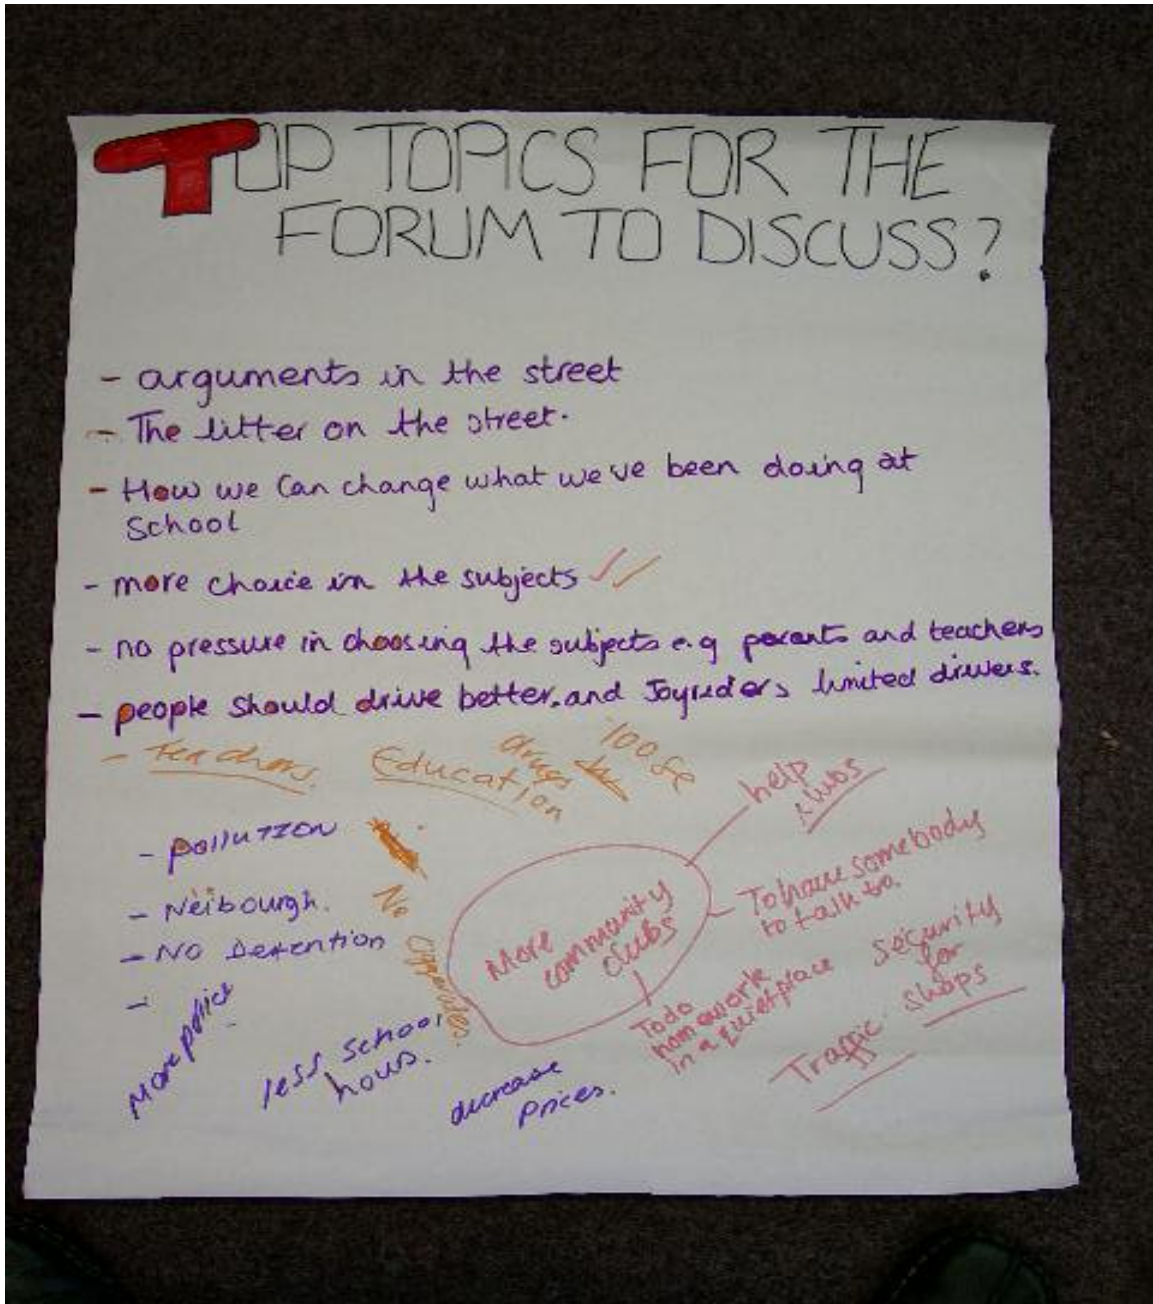 TOP TOPICS FOR THE
FORUM TO DISCUSS?
- arguments in the street
- The litter on the street.
- How we can change what we've been doing at
School
- more choice in the subjects ✓✓
- no pressure in choosing the subjects e.g parents and teachers
- people should drive better, and Joyriders limited drivers.
- Teachers.
Education
drugs
- pollution
- Neibourgh.
- NO Detention
-
More police
less school
hours.
decrease
prices.
No
More
community
clubs
help
clubs
To have somebody
to talk to.
To do
homework
in a quiet place
Security
for
shops
Traffic